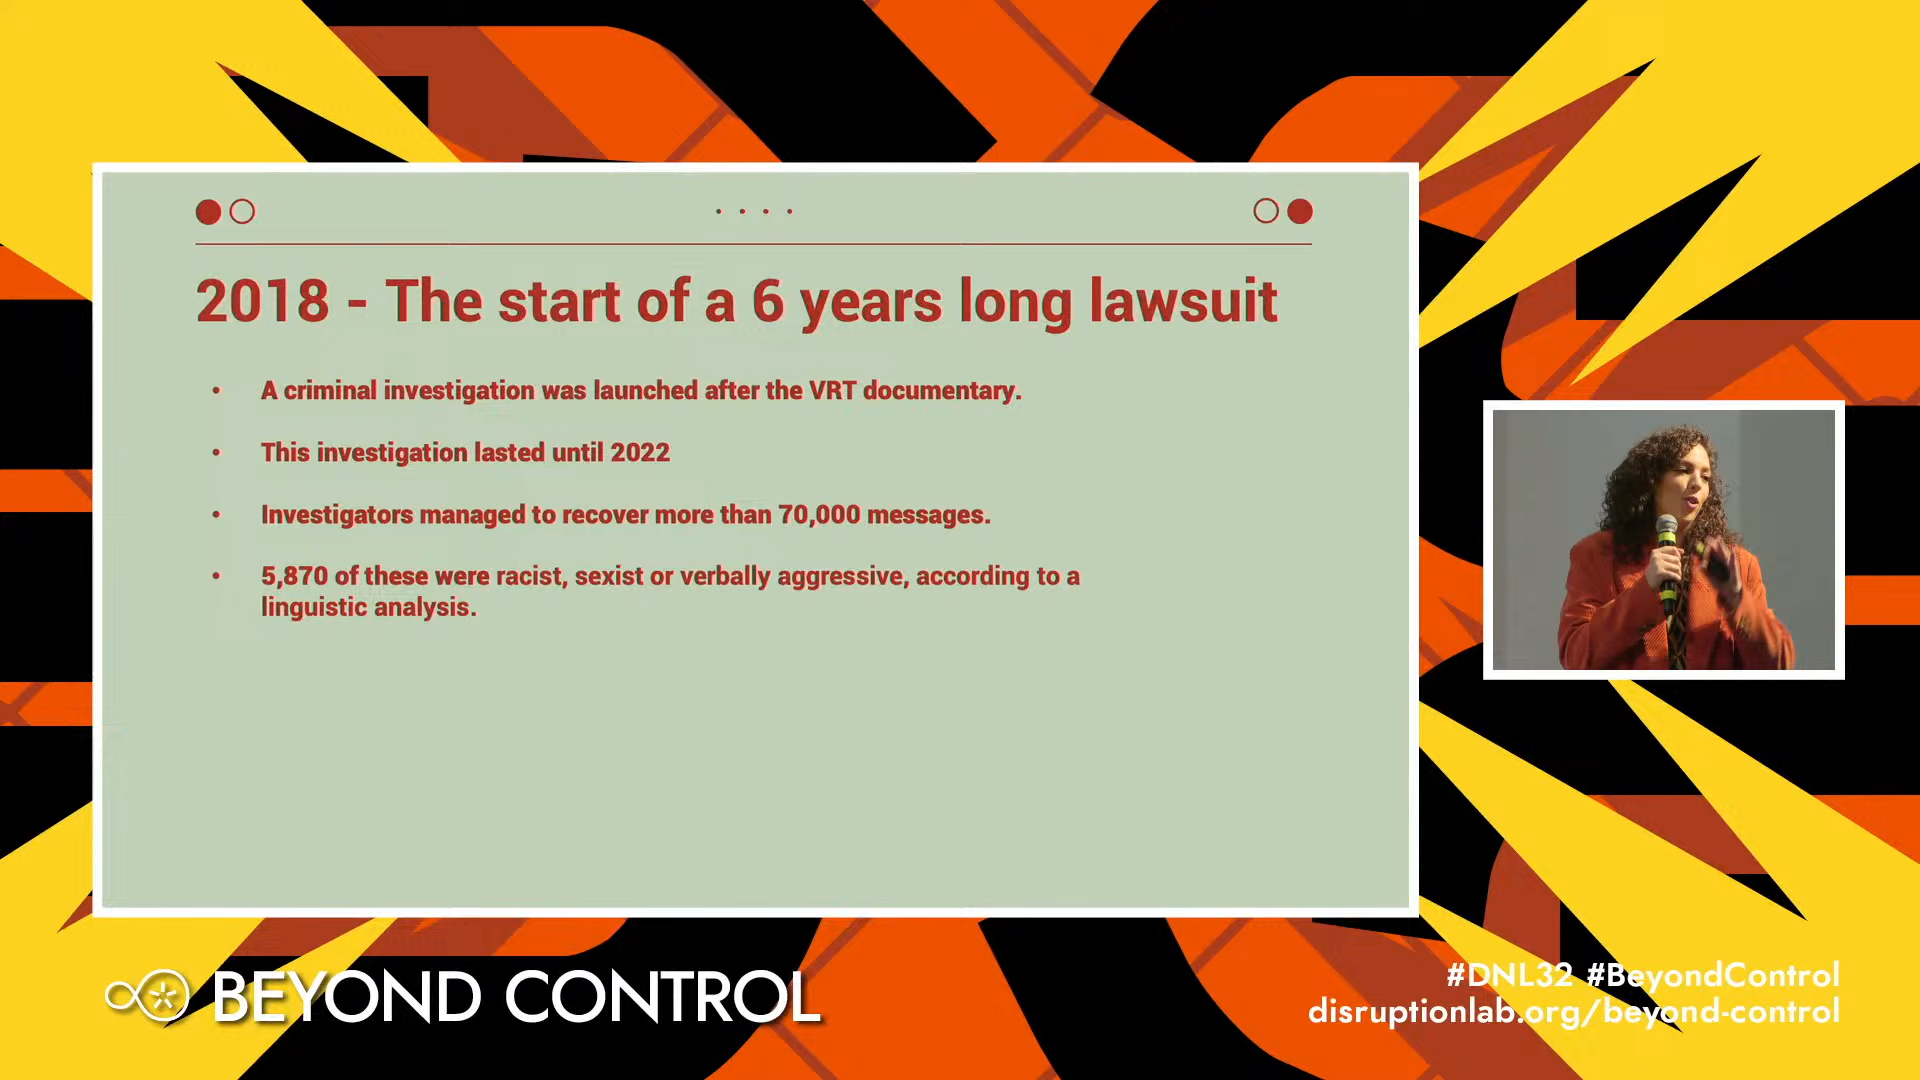 2018 - The start of a 6 years long lawsuit
• A criminal investigation was launched after the VRT documentary.
• This investigation lasted until 2022
• Investigators managed to recover more than 70,000 messages.
• 5,870 of these were racist, sexist or verbally aggressive, according to a
linguistic analysis.
BEYOND CONTROL
#DNL32 #BeyondControl
disruptionlab.org/beyond-control